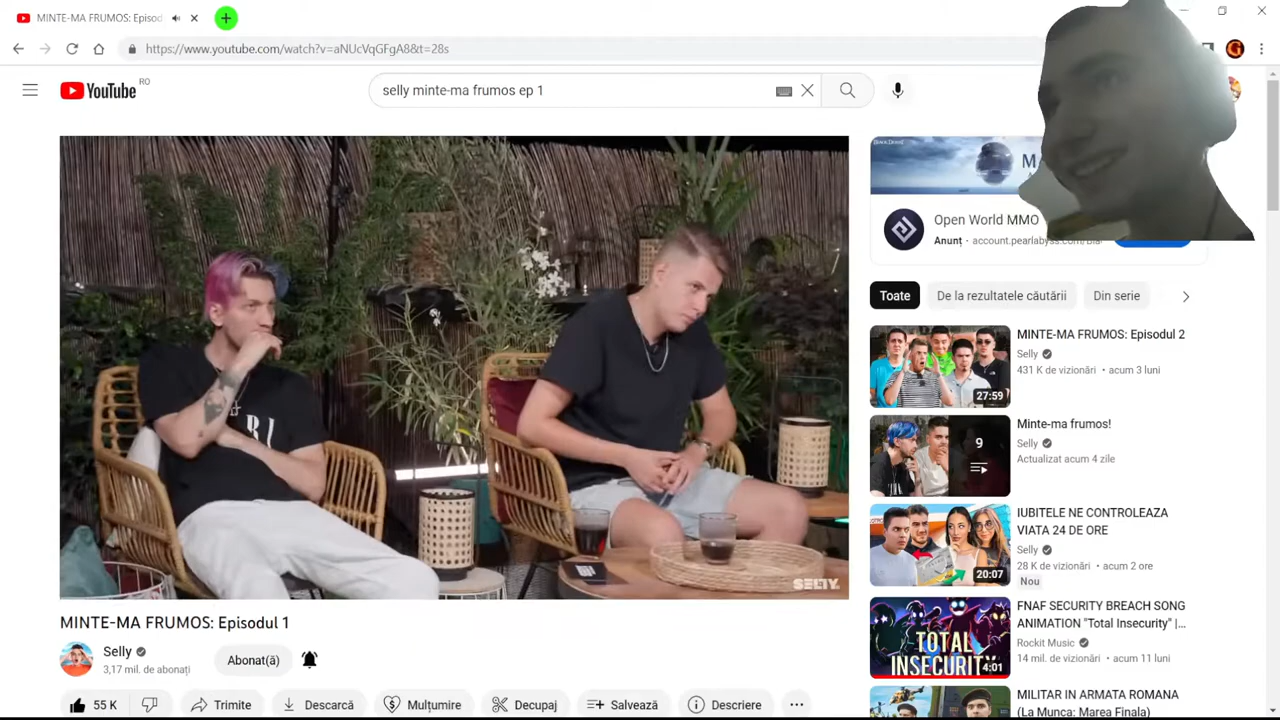 MINTE-MA FRUMOS: Episod
https://www.youtube.com/watch?v=aNUcVqGFgA8&t=28s
YouTube RO
selly minte-ma frumos ep 1
SELLY
MINTE-MA FRUMOS: Episodul 1
Selly
3,17 mil. de abonați
Abonat(ă)
55 K
Trimite
Descarcă
Mulțumire
Decupaj
Salvează
Descriere
Open World MMO
Anunț · account.pearlabyss.com/Bla
Toate
De la rezultatele căutării
Din serie
MINTE-MA FRUMOS: Episodul 2
Selly
431 K de vizionări • acum 3 luni
27:59
Minte-ma frumos!
Selly
Actualizat acum 4 zile
9
IUBITELE NE CONTROLEAZA
VIATA 24 DE ORE
Selly
28 K de vizionări • acum 2 ore
Nou
20:07
FNAF SECURITY BREACH SONG
ANIMATION "Total Insecurity" |...
Rockit Music
14 mil. de vizionări • acum 11 luni
TOTAL
INSECURITY
4:01
MILITAR IN ARMATA ROMANA
(La Munca: Marea Finala)